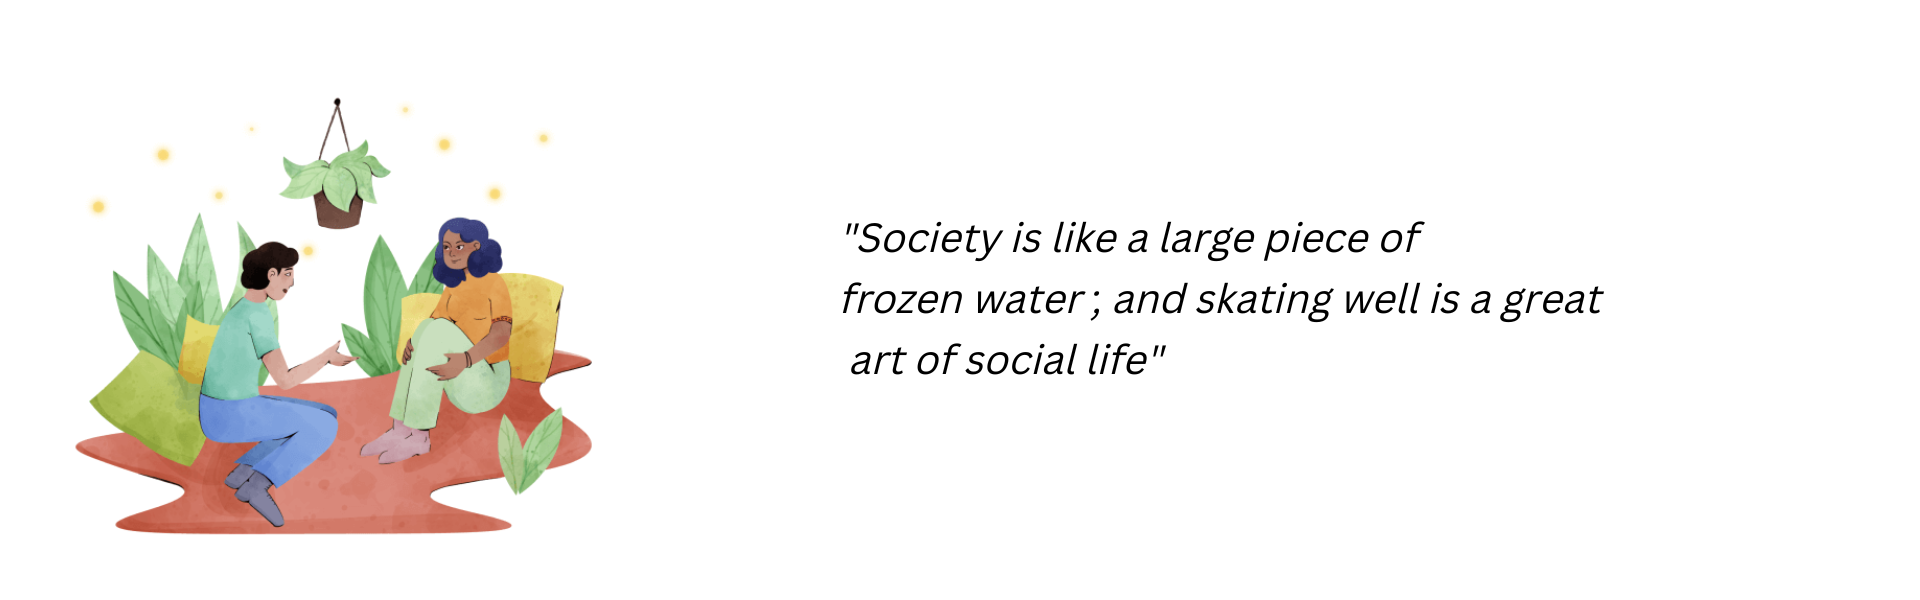 "Society is like a large piece of
frozen water ; and skating well is a great
art of social life"